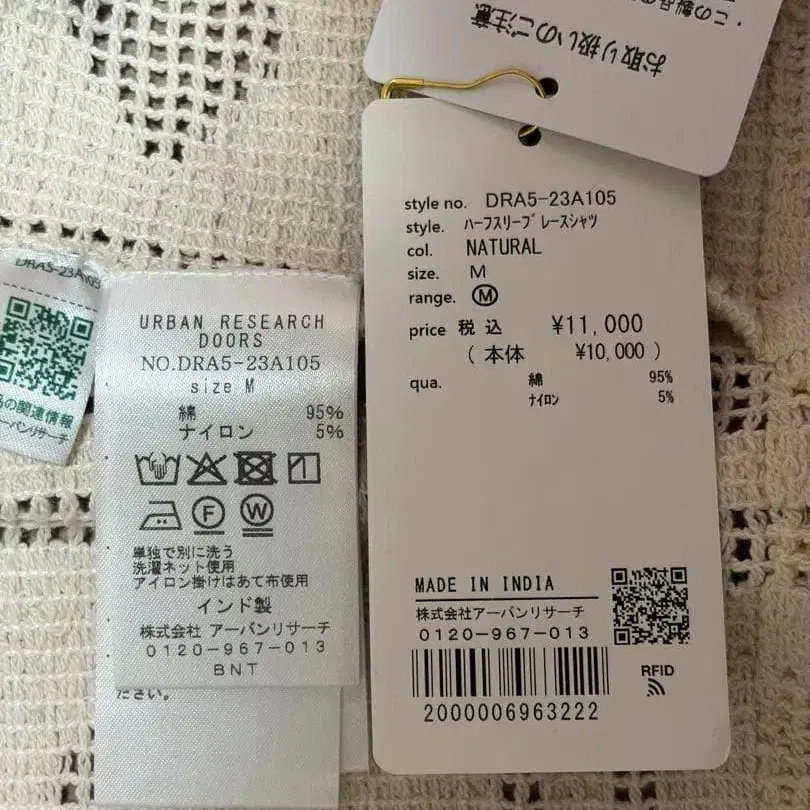 ・この製品の
お取り扱いのご注意
style no. DRA5-23A105
style. ハーフスリーブレースシャツ
col. NATURAL
size. M
range. Ⓜ
price 税込 ¥11,000
(本体 ¥10,000)
qua. 綿 95%
ナイロン 5%
MADE IN INDIA
株式会社アーバンリサーチ
0120-967-013
RFID
2000006963222
DRA5-23A105
の関連情報
ーバンリサーチ
URBAN RESEARCH
DOORS
NO.DRA5-23A105
size M
綿 95%
ナイロン 5%
F
W
単独で別に洗う
洗濯ネット使用
アイロン掛けはあて布使用
インド製
株式会社 アーバンリサーチ
0120-967-013
BNT
ださい。